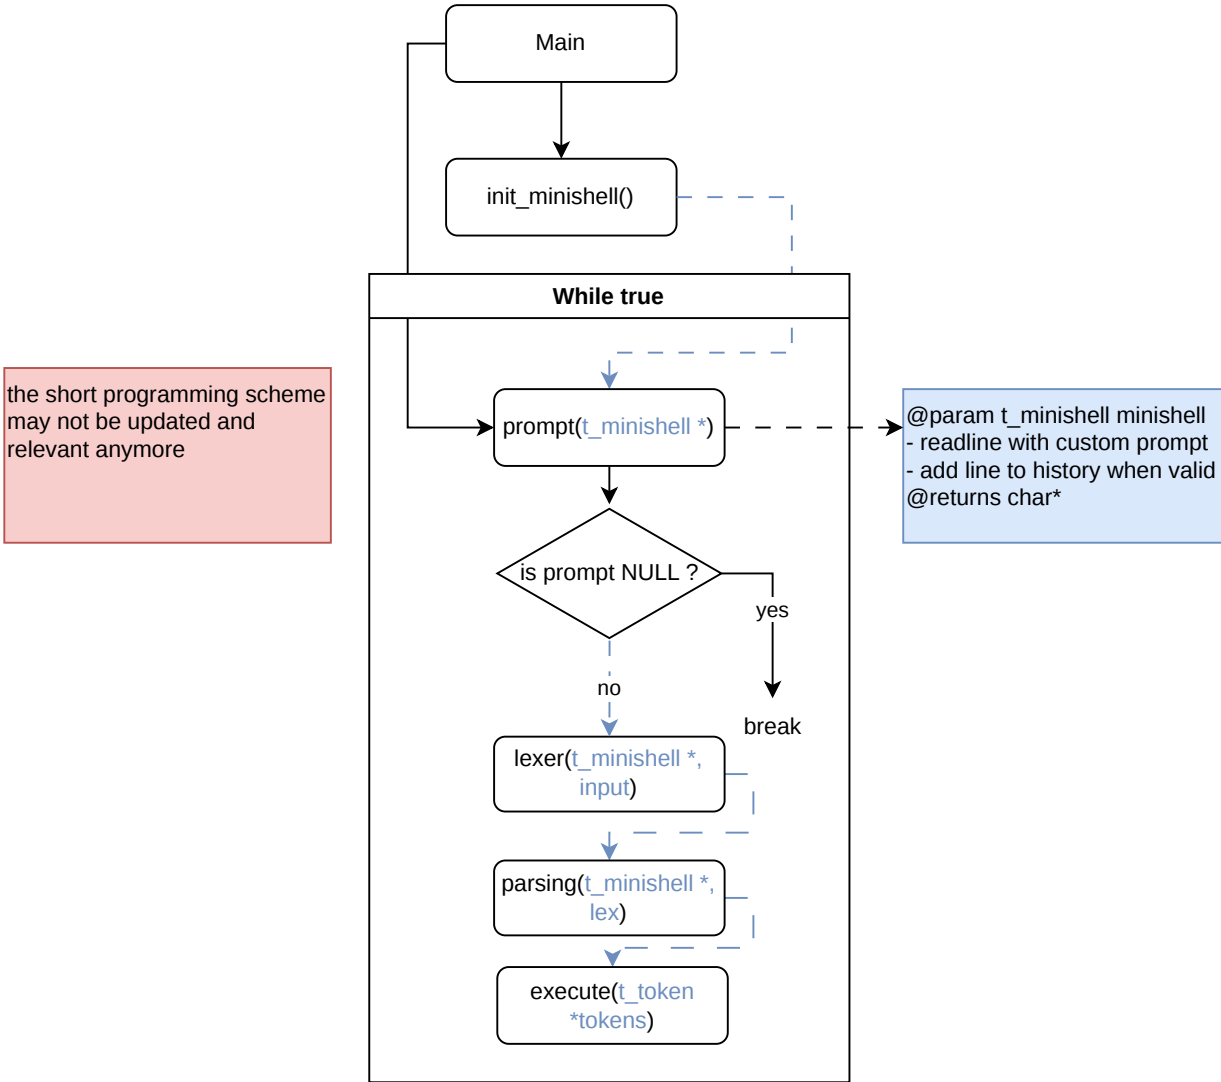 Main
init_minishell()
While true
the short programming scheme
may not be updated and
relevant anymore
prompt(t_minishell *)
@param t_minishell minishell
- readline with custom prompt
- add line to history when valid
@returns char*
is prompt NULL ?
yes
no
break
lexer(t_minishell *,
input)
parsing(t_minishell *,
lex)
execute(t_token
*tokens)